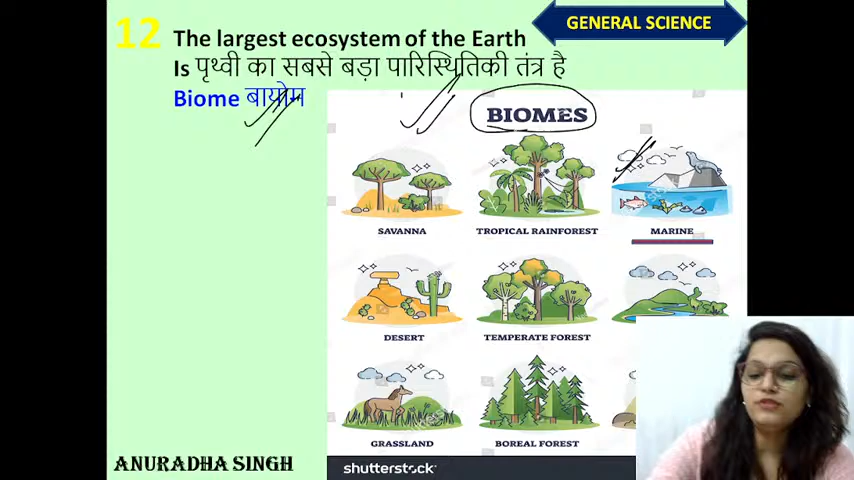 GENERAL SCIENCE
12
The largest ecosystem of the Earth
Is पृथ्वी का सबसे बड़ा पारिस्थितिकी तंत्र है
Biome बायोम
BIOMES
SAVANNA
TROPICAL RAINFOREST
MARINE
DESERT
TEMPERATE FOREST
GRASSLAND
BOREAL FOREST
ANURADHA SINGH
shutterstock